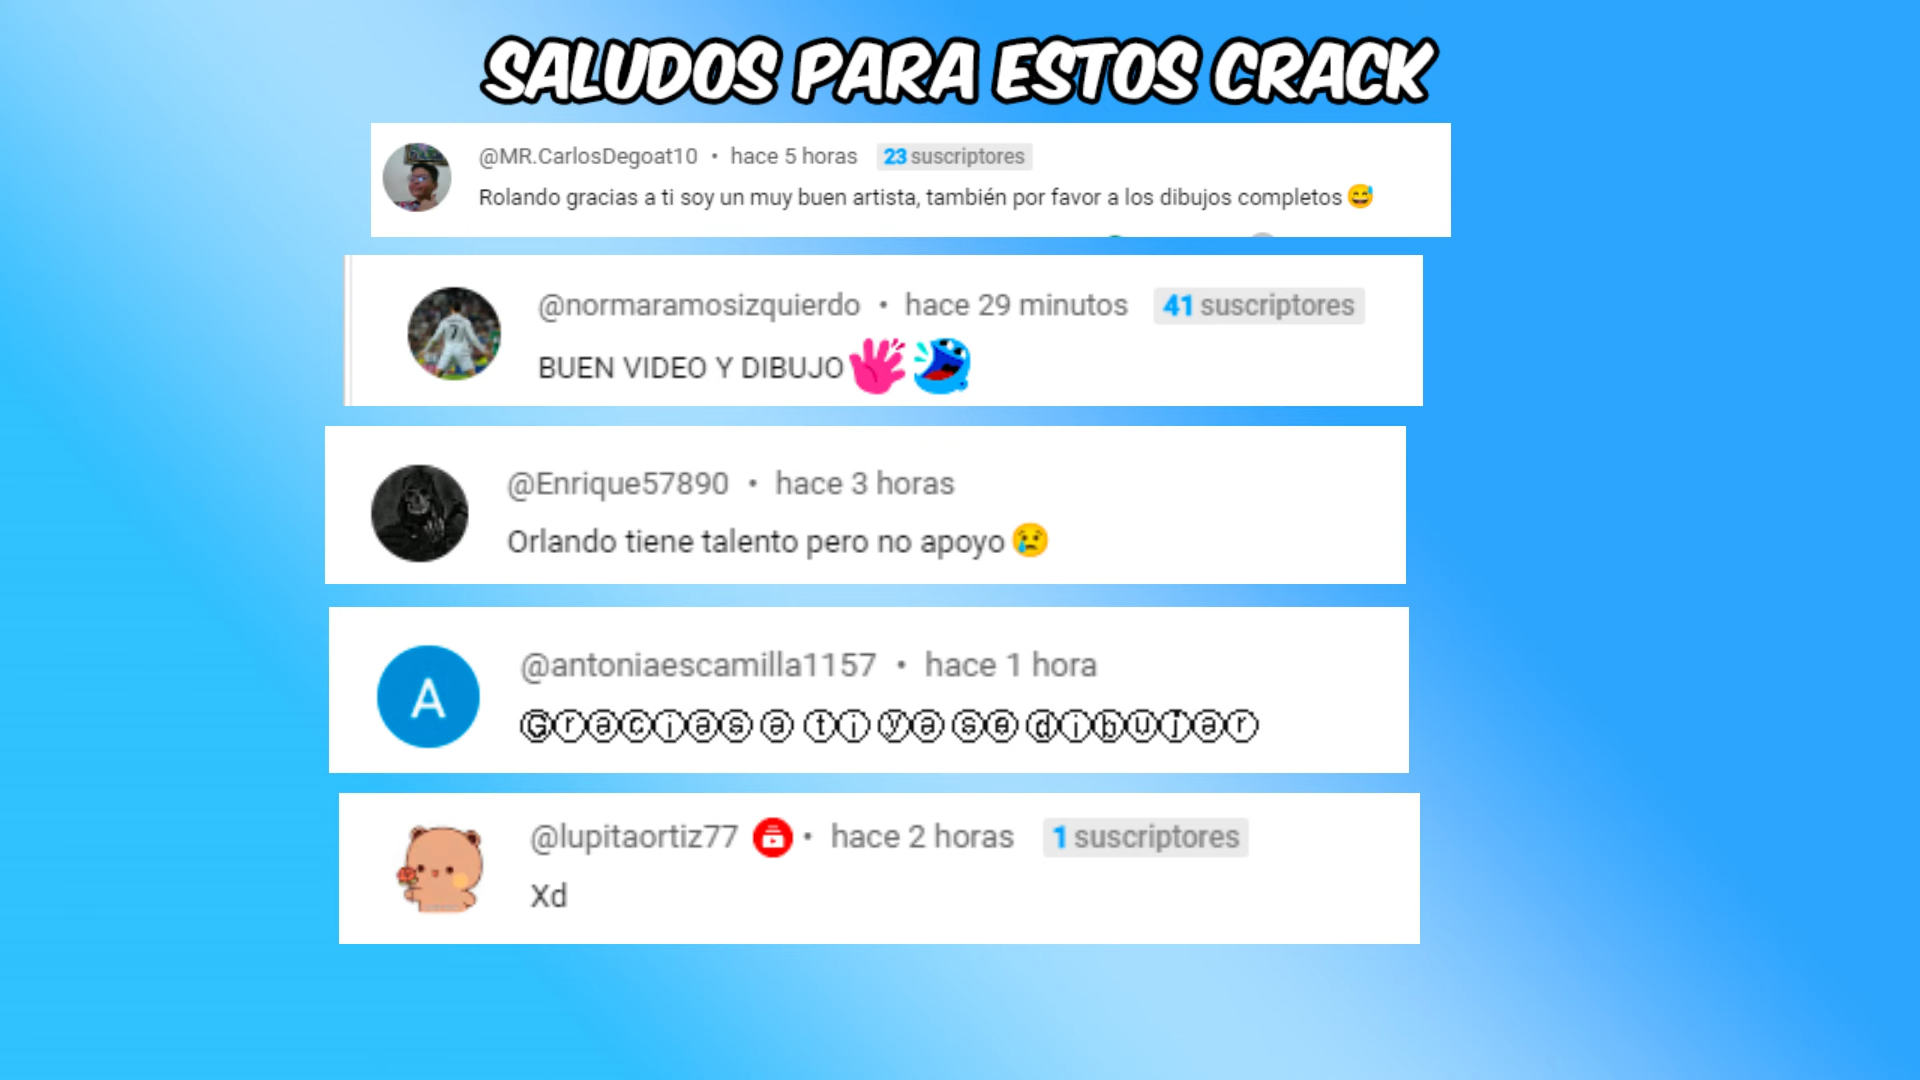 SALUDOS PARA ESTOS CRACK
@MR.CarlosDegoat10 • hace 5 horas 23 suscriptores
Rolando gracias a ti soy un muy buen artista, también por favor a los dibujos completos 😅
@normaramosizquierdo • hace 29 minutos 41 suscriptores
BUEN VIDEO Y DIBUJO
@Enrique57890 • hace 3 horas
Orlando tiene talento pero no apoyo 😢
A
@antoniaescamilla1157 • hace 1 hora
Ⓖⓡⓐⓒⓘⓐⓢ ⓐ ⓣⓘ ⓨⓐ ⓢⓔ ⓓⓘⓑⓤⓙⓐⓡ
@lupitaortiz77 • hace 2 horas 1 suscriptores
Xd